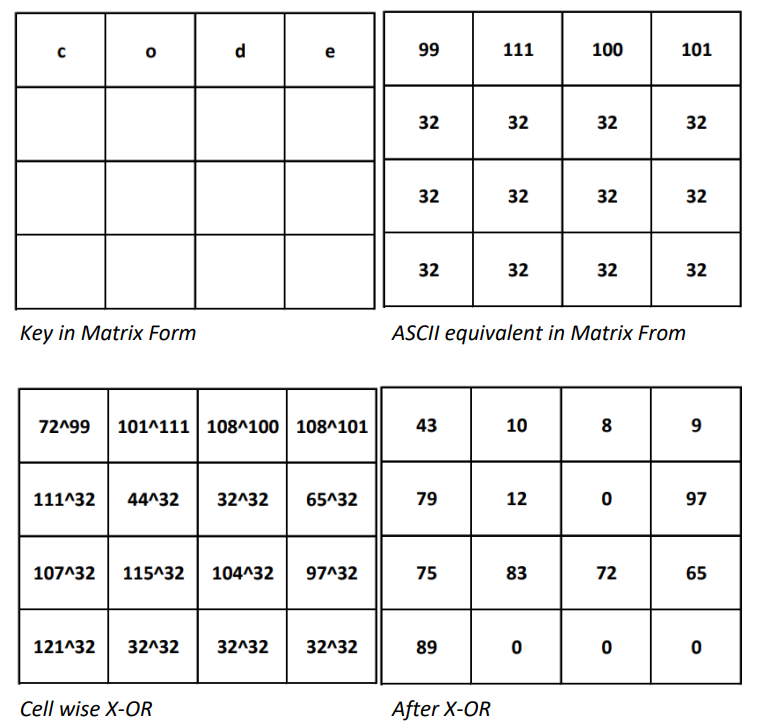 c o d e
99 111 100 101
32 32 32 32
32 32 32 32
32 32 32 32
Key in Matrix Form
ASCII equivalent in Matrix From
72^99 101^111 108^100 108^101
111^32 44^32 32^32 65^32
107^32 115^32 104^32 97^32
121^32 32^32 32^32 32^32
43 10 8 9
79 12 0 97
75 83 72 65
89 0 0 0
Cell wise X-OR
After X-OR